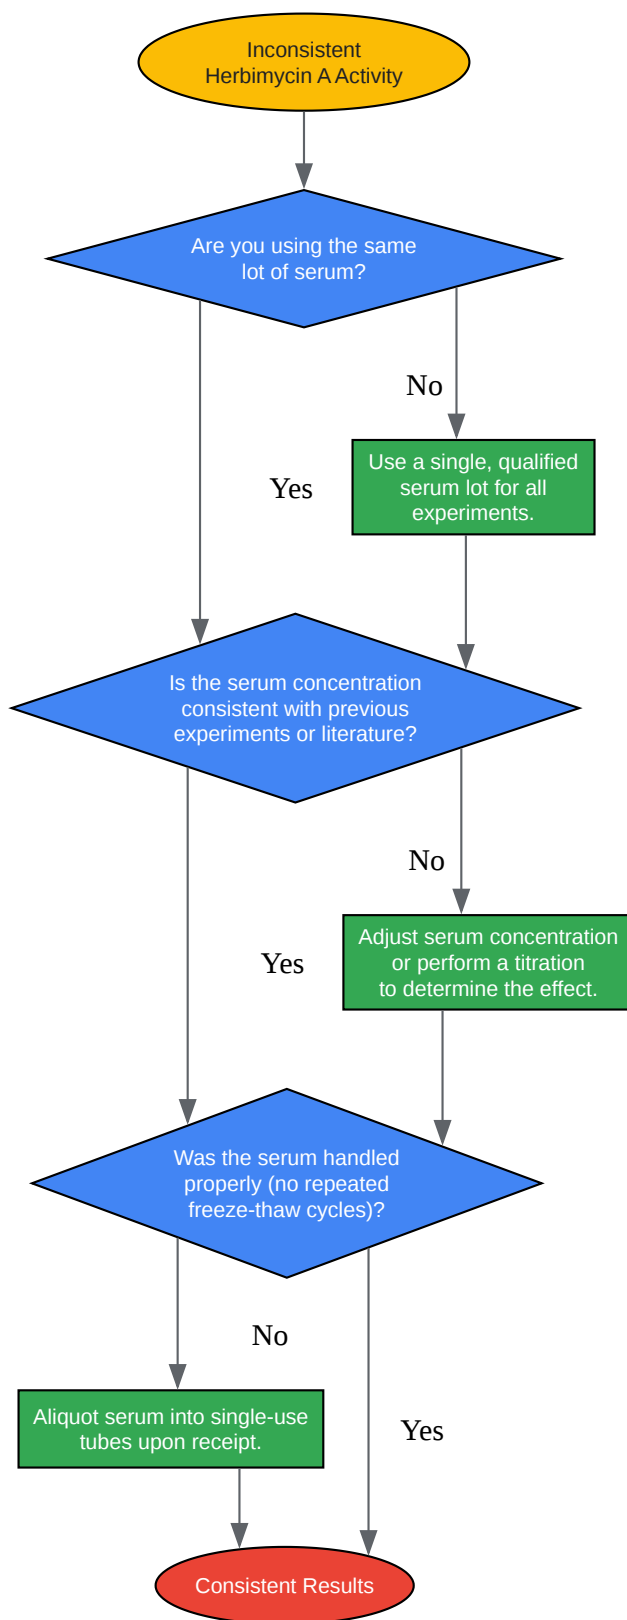 Inconsistent
Herbimycin A Activity
Are you using the same
lot of serum?
No
Use a single, qualified
serum lot for all
experiments.
Yes
Is the serum concentration
consistent with previous
experiments or literature?
No
Adjust serum concentration
or perform a titration
to determine the effect.
Yes
Was the serum handled
properly (no repeated
freeze-thaw cycles)?
No
Aliquot serum into single-use
tubes upon receipt.
Yes
Consistent Results